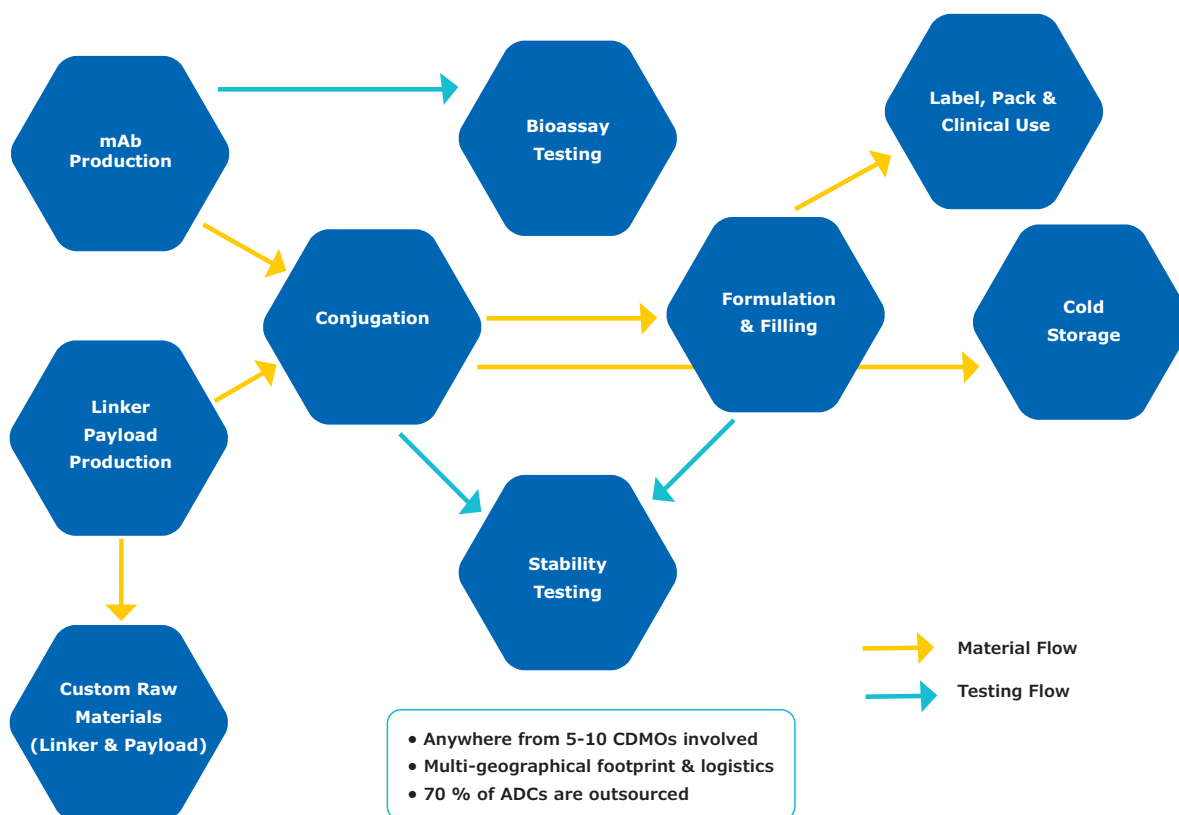 mAb
Production
Bioassay
Testing
Label, Pack &
Clinical Use
Conjugation
Formulation
& Filling
Cold
Storage
Linker
Payload
Production
Stability
Testing
Custom Raw
Materials
(Linker & Payload)
Material Flow
Testing Flow
• Anywhere from 5-10 CDMOs involved
• Multi-geographical footprint & logistics
• 70 % of ADCs are outsourced